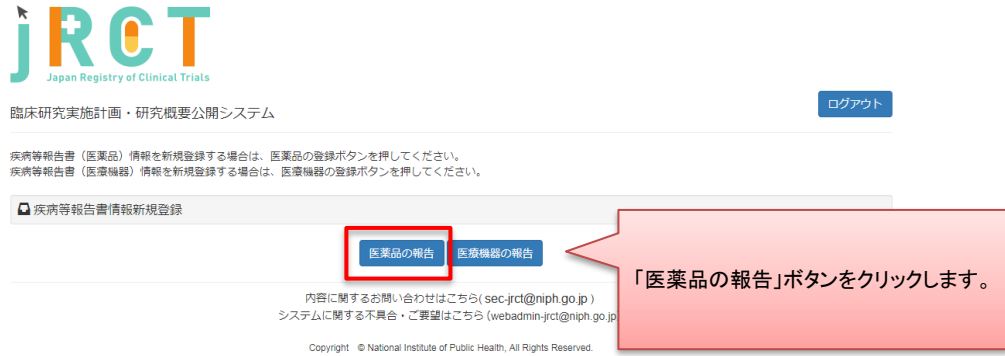 jRCT
Japan Registry of Clinical Trials
臨床研究実施計画・研究概要公開システム
ログアウト
疾病等報告書（医薬品）情報を新規登録する場合は、医薬品の登録ボタンを押してください。
疾病等報告書（医療機器）情報を新規登録する場合は、医療機器の登録ボタンを押してください。
疾病等報告書情報新規登録
医薬品の報告
医療機器の報告
「医薬品の報告」ボタンをクリックします。
内容に関するお問い合わせはこちら( sec-jrct@niph.go.jp )
システムに関する不具合・ご要望はこちら (webadmin-jrct@niph.go.jp
Copyright © National Institute of Public Health, All Rights Reserved.